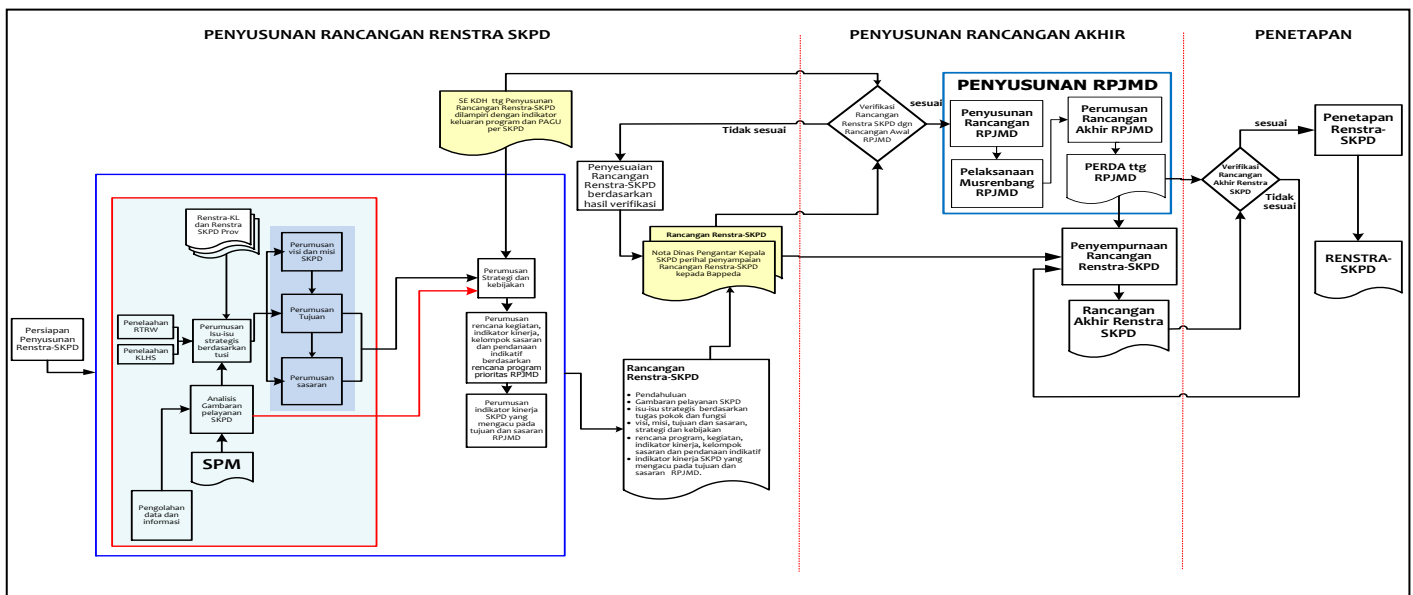 PENYUSUNAN RANCANGAN RENSTRA SKPD
PENYUSUNAN RANCANGAN AKHIR
PENETAPAN
SE KDH ttg Penyusunan
Rancangan Renstra-SKPD
dilampiri dengan indikator
keluaran program dan PAGU
per SKPD
Persiapan
Penyusunan
Renstra-SKPD
Renstra-KL
dan Renstra
SKPD Prov
Penelaahan
RTRW
Penelaahan
KLHS
Perumusan
Isu-isu
strategis
berdasarkan
tusi
Analisis
Gambaran
pelayanan
SKPD
SPM
Pengolahan
data dan
informasi
Perumusan
visi dan misi
SKPD
Perumusan
Tujuan
Perumusan
sasaran
Perumusan
Strategi dan
kebijakan
Perumusan
rencana kegiatan,
indikator kinerja,
kelompok sasaran
dan pendanaan
indikatif berdasarkan
rencana program
prioritas RPJMD
Perumusan
indikator kinerja
SKPD yang
mengacu pada
tujuan dan sasaran
RPJMD
Tidak sesuai
Penyesuaian
Rancangan
Renstra-SKPD
berdasarkan
hasil verifikasi
Rancangan Renstra-SKPD
Nota Dinas Pengantar Kepala
SKPD perihal penyampaian
Rancangan Renstra-SKPD
kepada Bappeda
Rancangan
Renstra-SKPD
• Pendahuluan
• Gambaran pelayanan SKPD
• isu-isu strategis berdasarkan
tugas pokok dan fungsi
• visi, misi, tujuan dan sasaran,
strategi dan kebijakan
• rencana program, kegiatan,
indikator kinerja, kelompok
sasaran dan pendanaan indikatif
• indikator kinerja SKPD yang
mengacu pada tujuan dan
sasaran RPJMD.
Verifikasi
Rancangan
Renstra SKPD dgn
Rancangan Awal
RPJMD
sesuai
PENYUSUNAN RPJMD
Penyusunan
Rancangan
RPJMD
Pelaksanaan
Musrenbang
RPJMD
Perumusan
Rancangan
Akhir RPJMD
PERDA ttg
RPJMD
Penyempurnaan
Rancangan
Renstra-SKPD
Rancangan
Akhir Renstra
SKPD
Verifikasi
Rancangan
Akhir Renstra
SKPD
sesuai
Tidak
sesuai
Penetapan
Renstra-
SKPD
RENSTRA-
SKPD